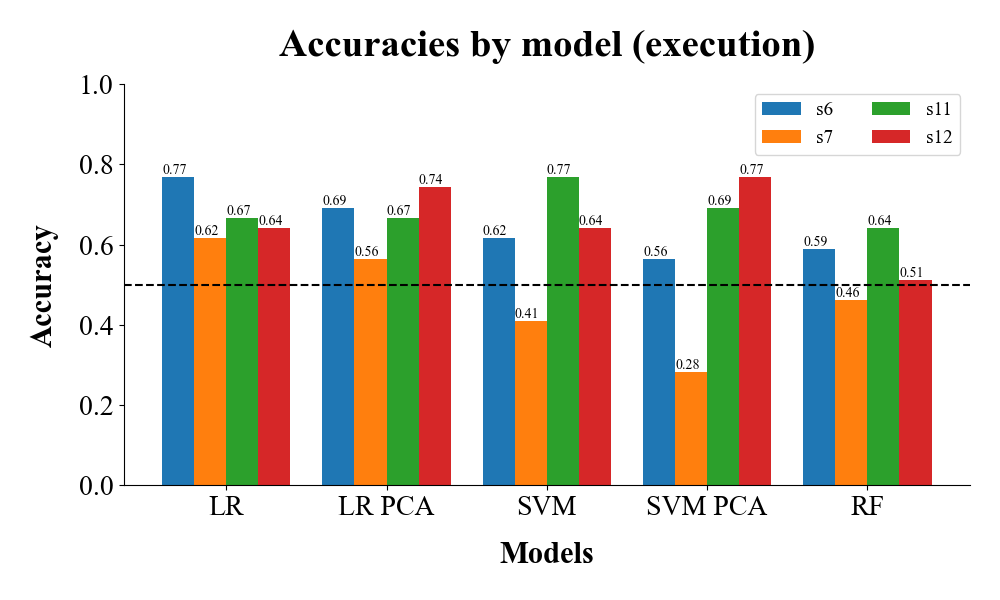 Accuracies by model (execution)
s6 s11
s7 s12
1.0
0.8
0.6
0.4
0.2
0.0
Accuracy
0.77 0.62 0.67 0.64
0.69 0.56 0.67 0.74
0.62 0.41 0.77 0.64
0.56 0.28 0.69 0.77
0.59 0.46 0.64 0.51
LR LR PCA SVM SVM PCA RF
Models